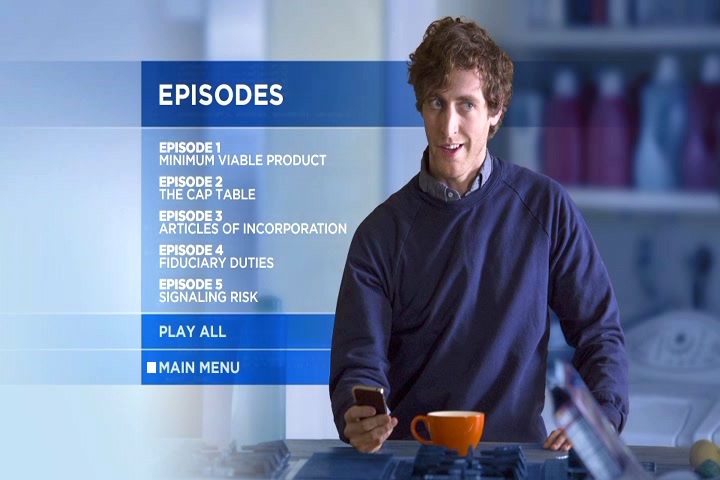 EPISODES
EPISODE 1
MINIMUM VIABLE PRODUCT
EPISODE 2
THE CAP TABLE
EPISODE 3
ARTICLES OF INCORPORATION
EPISODE 4
FIDUCIARY DUTIES
EPISODE 5
SIGNALING RISK
PLAY ALL
MAIN MENU